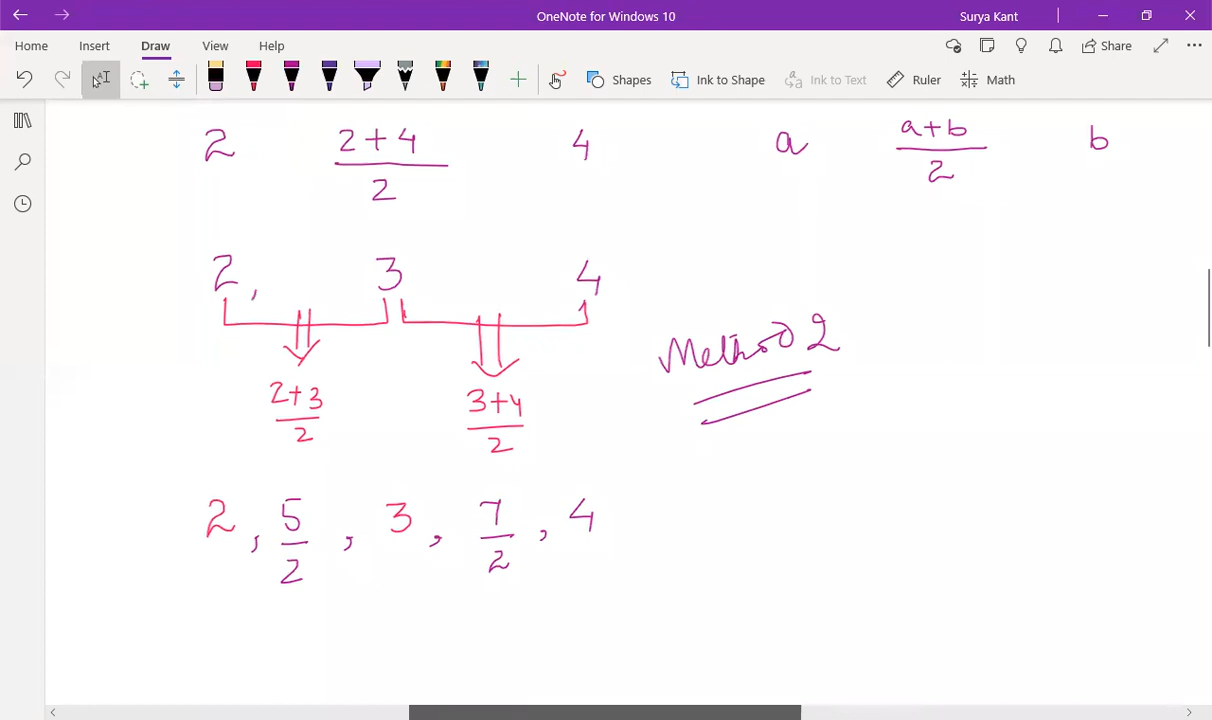 OneNote for Windows 10
Surya Kant
Home Insert Draw View Help
Share
Shapes Ink to Shape Ink to Text Ruler Math
2 (2+4)/2 4 a (a+b)/2 b
2, 3 4
Method 2
(2+3)/2 (3+4)/2
2, 5/2, 3, 7/2, 4